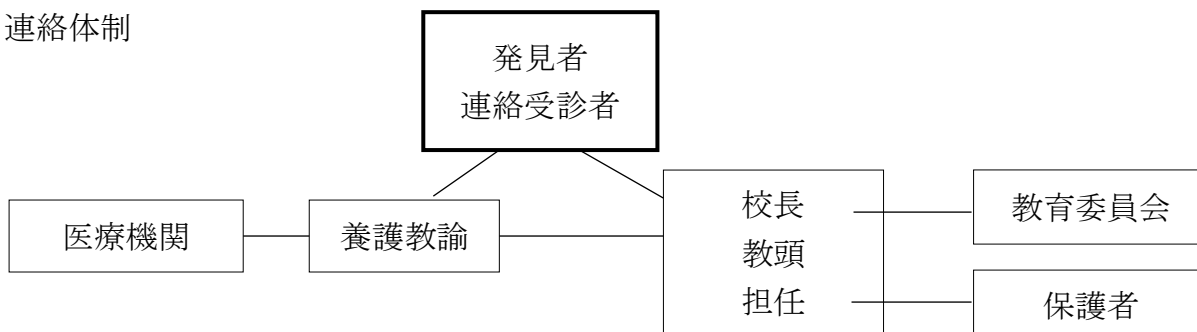 連絡体制
発見者
連絡受診者
医療機関
養護教諭
校長
教頭
担任
教育委員会
保護者